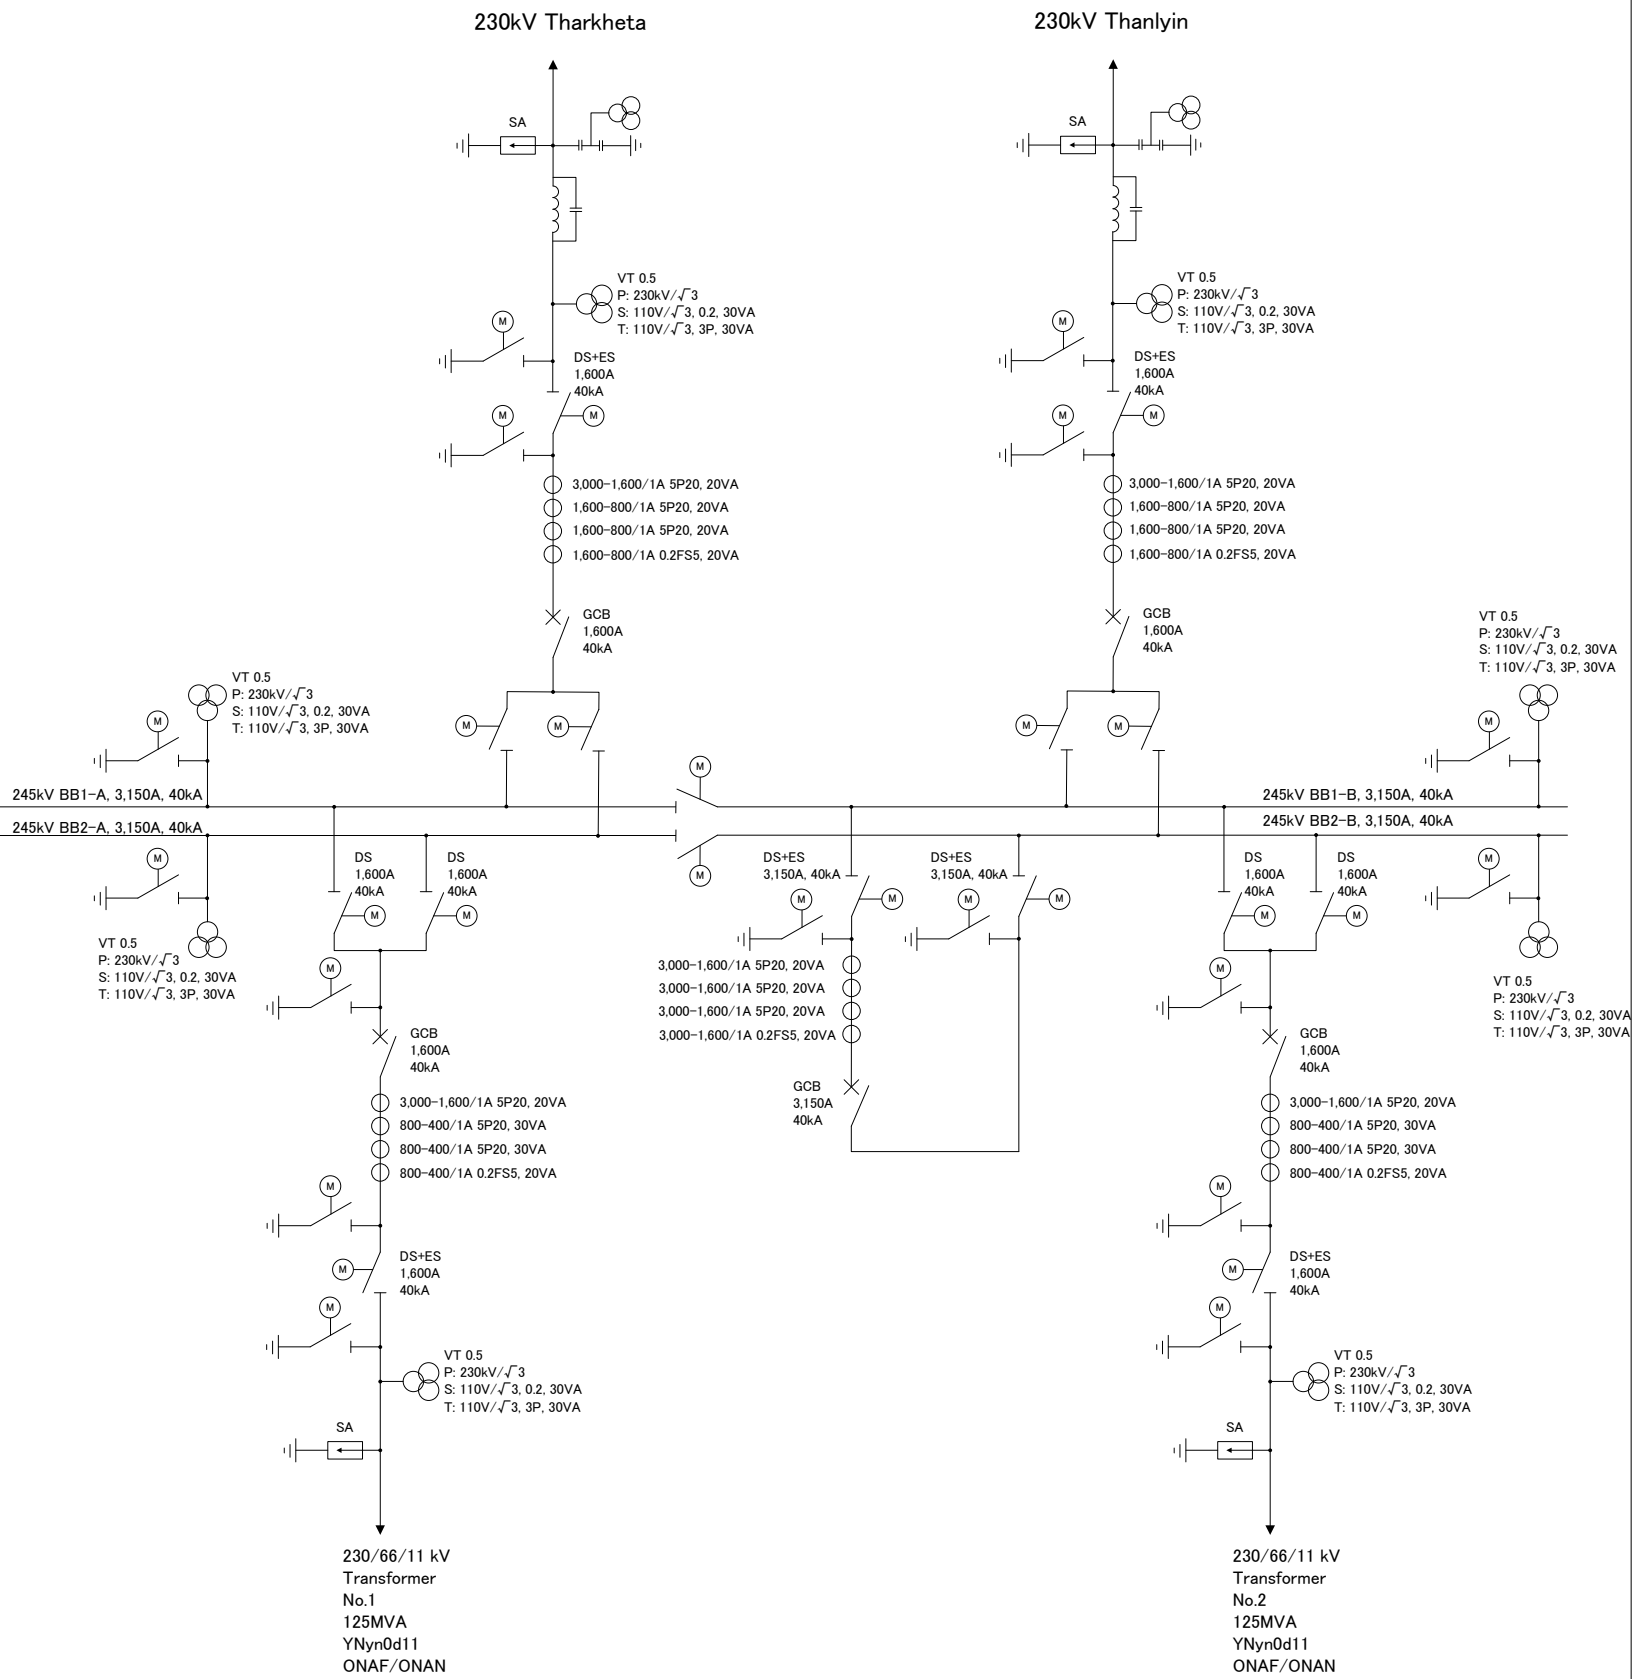 230kV Tharkheta
230kV Thanlyin
SA
SA
VT 0.5
P: 230kV/√3
S: 110V/√3, 0.2, 30VA
T: 110V/√3, 3P, 30VA
VT 0.5
P: 230kV/√3
S: 110V/√3, 0.2, 30VA
T: 110V/√3, 3P, 30VA
M
M
DS+ES
1,600A
40kA
DS+ES
1,600A
40kA
M
M
M
M
3,000-1,600/1A 5P20, 20VA
1,600-800/1A 5P20, 20VA
1,600-800/1A 5P20, 20VA
1,600-800/1A 0.2FS5, 20VA
3,000-1,600/1A 5P20, 20VA
1,600-800/1A 5P20, 20VA
1,600-800/1A 5P20, 20VA
1,600-800/1A 0.2FS5, 20VA
GCB
1,600A
40kA
GCB
1,600A
40kA
VT 0.5
P: 230kV/√3
S: 110V/√3, 0.2, 30VA
T: 110V/√3, 3P, 30VA
VT 0.5
P: 230kV/√3
S: 110V/√3, 0.2, 30VA
T: 110V/√3, 3P, 30VA
M
M
M
M
M
M
M
245kV BB1-A, 3,150A, 40kA
245kV BB1-B, 3,150A, 40kA
245kV BB2-A, 3,150A, 40kA
245kV BB2-B, 3,150A, 40kA
M
M
M
DS
1,600A
40kA
DS
1,600A
40kA
DS+ES
3,150A, 40kA
DS+ES
3,150A, 40kA
DS
1,600A
40kA
DS
1,600A
40kA
M
M
M
M
M
M
M
M
VT 0.5
P: 230kV/√3
S: 110V/√3, 0.2, 30VA
T: 110V/√3, 3P, 30VA
M
3,000-1,600/1A 5P20, 20VA
3,000-1,600/1A 5P20, 20VA
3,000-1,600/1A 5P20, 20VA
3,000-1,600/1A 0.2FS5, 20VA
M
VT 0.5
P: 230kV/√3
S: 110V/√3, 0.2, 30VA
T: 110V/√3, 3P, 30VA
GCB
1,600A
40kA
GCB
3,150A
40kA
GCB
1,600A
40kA
3,000-1,600/1A 5P20, 20VA
800-400/1A 5P20, 30VA
800-400/1A 5P20, 30VA
800-400/1A 0.2FS5, 20VA
3,000-1,600/1A 5P20, 20VA
800-400/1A 5P20, 30VA
800-400/1A 5P20, 30VA
800-400/1A 0.2FS5, 20VA
M
M
M
DS+ES
1,600A
40kA
M
DS+ES
1,600A
40kA
M
M
VT 0.5
P: 230kV/√3
S: 110V/√3, 0.2, 30VA
T: 110V/√3, 3P, 30VA
VT 0.5
P: 230kV/√3
S: 110V/√3, 0.2, 30VA
T: 110V/√3, 3P, 30VA
SA
SA
230/66/11 kV
Transformer
No.1
125MVA
YNyn0d11
ONAF/ONAN
230/66/11 kV
Transformer
No.2
125MVA
YNyn0d11
ONAF/ONAN